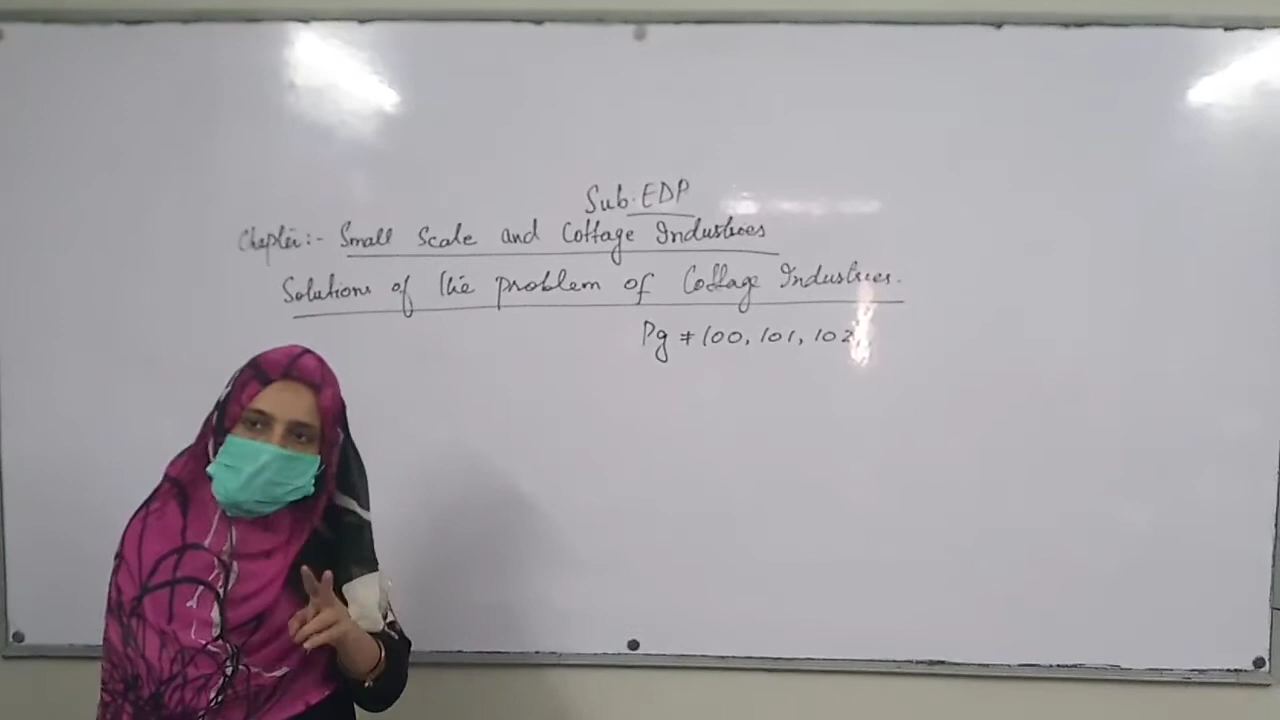 Sub. EDP
Chapter:- Small Scale and Cottage Industries
Solutions of the problem of Cottage Industries.
Pg # 100, 101, 102